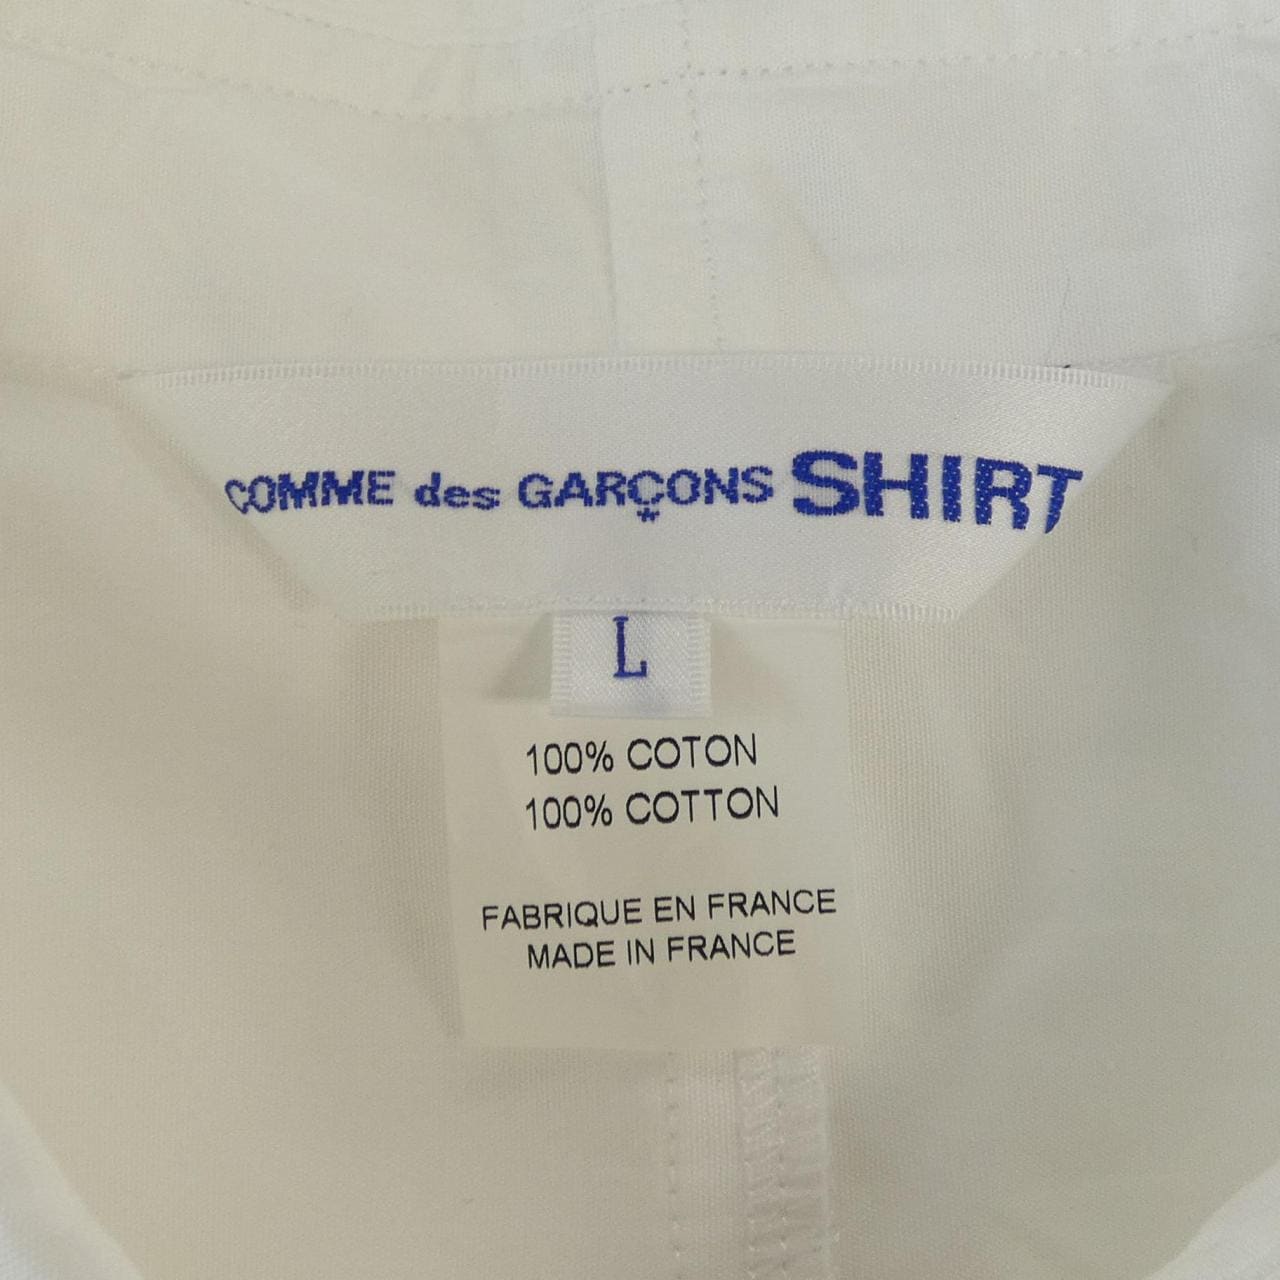 COMME des GARÇONS SHIRT
L
100% COTON
100% COTTON
FABRIQUE EN FRANCE
MADE IN FRANCE